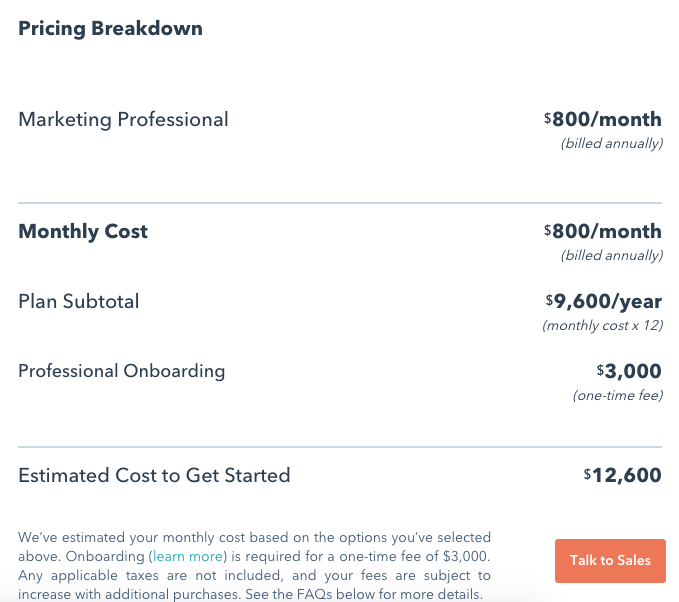 Pricing Breakdown
Marketing Professional $800/month
(billed annually)
Monthly Cost $800/month
(billed annually)
Plan Subtotal $9,600/year
(monthly cost x 12)
Professional Onboarding $3,000
(one-time fee)
Estimated Cost to Get Started $12,600
We've estimated your monthly cost based on the options you've selected
above. Onboarding (learn more) is required for a one-time fee of $3,000.
Any applicable taxes are not included, and your fees are subject to
increase with additional purchases. See the FAQs below for more details.
Talk to Sales